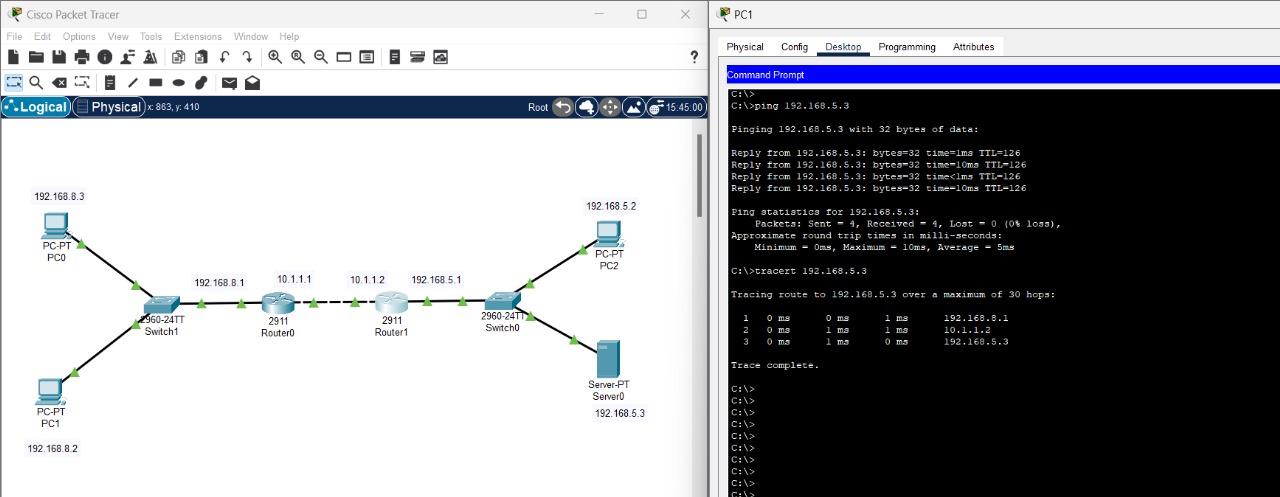 Cisco Packet Tracer
File Edit Options View Tools Extensions Window Help
?
Logical Physical x: 863, y: 410 Root 15:45:00
192.168.8.3
PC-PT
PC0
192.168.5.2
PC-PT
PC2
192.168.8.1
10.1.1.1
10.1.1.2
192.168.5.1
2960-24TT
Switch1
2911
Router0
2911
Router1
2960-24TT
Switch0
PC-PT
PC1
192.168.8.2
Server-PT
Server0
192.168.5.3
PC1
Physical Config Desktop Programming Attributes
Command Prompt
C:\>
C:\>ping 192.168.5.3
Pinging 192.168.5.3 with 32 bytes of data:
Reply from 192.168.5.3: bytes=32 time=1ms TTL=126
Reply from 192.168.5.3: bytes=32 time=10ms TTL=126
Reply from 192.168.5.3: bytes=32 time<1ms TTL=126
Reply from 192.168.5.3: bytes=32 time=10ms TTL=126
Ping statistics for 192.168.5.3:
Packets: Sent = 4, Received = 4, Lost = 0 (0% loss),
Approximate round trip times in milli-seconds:
Minimum = 0ms, Maximum = 10ms, Average = 5ms
C:\>tracert 192.168.5.3
Tracing route to 192.168.5.3 over a maximum of 30 hops:
1 0 ms 0 ms 1 ms 192.168.8.1
2 0 ms 1 ms 1 ms 10.1.1.2
3 0 ms 1 ms 0 ms 192.168.5.3
Trace complete.
C:\>
C:\>
C:\>
C:\>
C:\>
C:\>
C:\>
C:\>
C:\>
C:\>